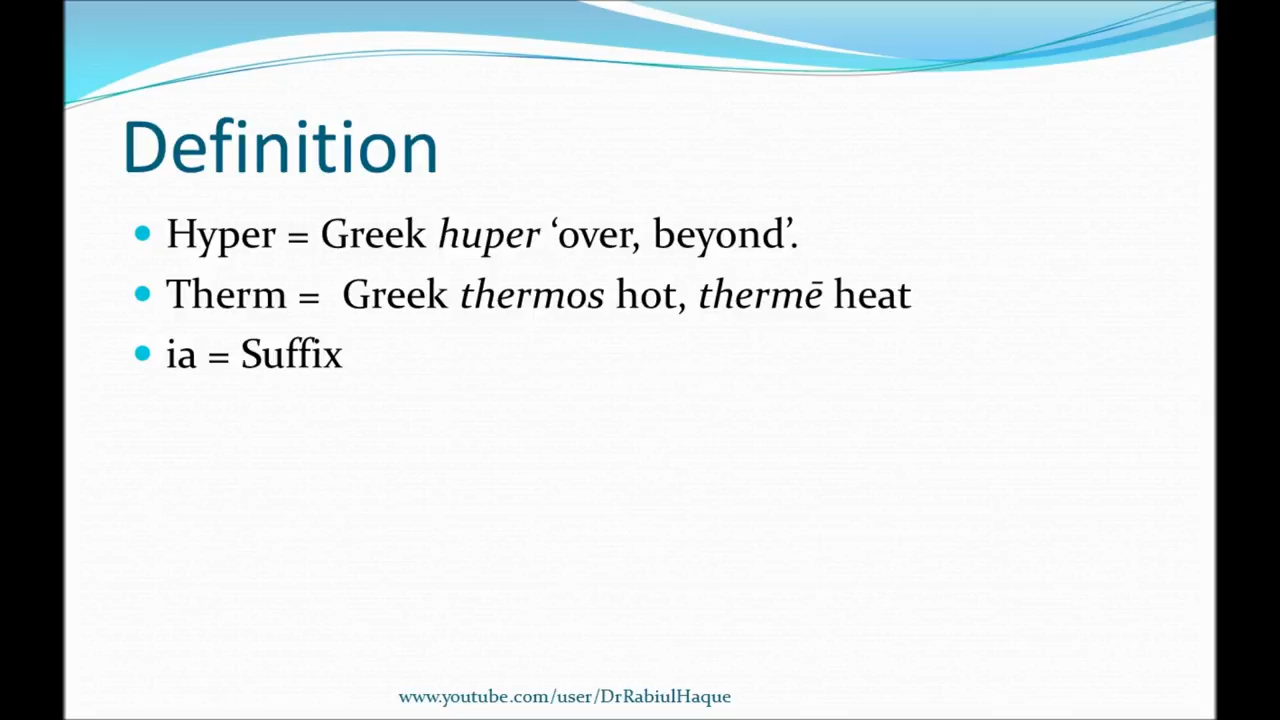 Definition
Hyper = Greek huper ‘over, beyond’.
Therm = Greek thermos hot, thermē heat
ia = Suffix
www.youtube.com/user/DrRabiulHaque